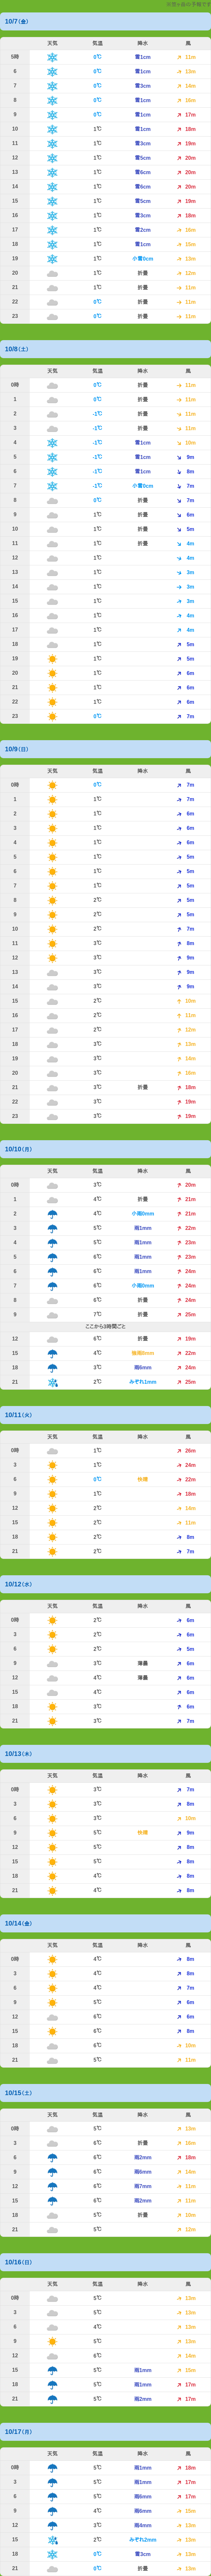 10/7(金)
天気 気温 降水 風
5時 0℃ 雪1cm 11m
6 0℃ 雪1cm 13m
7 0℃ 雪3cm 14m
8 0℃ 雪1cm 16m
9 0℃ 雪1cm 17m
10 1℃ 雪1cm 18m
11 1℃ 雪3cm 19m
12 1℃ 雪5cm 20m
13 1℃ 雪6cm 20m
14 1℃ 雪6cm 20m
15 1℃ 雪5cm 19m
16 1℃ 雪3cm 18m
17 1℃ 雪2cm 16m
18 1℃ 雪1cm 15m
19 0℃ 小雪0cm 13m
20 1℃ 折曇 12m
21 1℃ 折曇 11m
22 0℃ 折曇 11m
23 0℃ 折曇 11m
10/8(土)
天気 気温 降水 風
0時 0℃ 折曇 11m
1 0℃ 折曇 11m
2 -1℃ 折曇 11m
3 -1℃ 折曇 11m
4 -1℃ 雪1cm 10m
5 -1℃ 雪1cm 9m
6 -1℃ 雪1cm 8m
7 -1℃ 小雪0cm 7m
8 0℃ 折曇 7m
9 1℃ 折曇 6m
10 1℃ 折曇 5m
11 1℃ 折曇 4m
12 1℃ 4m
13 1℃ 3m
14 1℃ 3m
15 1℃ 3m
16 1℃ 4m
17 1℃ 4m
18 1℃ 5m
19 1℃ 5m
20 1℃ 6m
21 1℃ 6m
22 1℃ 6m
23 0℃ 7m
10/9(日)
天気 気温 降水 風
0時 0℃ 7m
1 1℃ 7m
2 1℃ 6m
3 1℃ 6m
4 1℃ 6m
5 1℃ 5m
6 1℃ 5m
7 1℃ 5m
8 2℃ 5m
9 2℃ 5m
10 2℃ 7m
11 3℃ 8m
12 3℃ 9m
13 3℃ 9m
14 3℃ 9m
15 2℃ 10m
16 2℃ 11m
17 2℃ 12m
18 3℃ 13m
19 3℃ 14m
20 3℃ 16m
21 3℃ 折曇 18m
22 3℃ 19m
23 3℃ 19m
10/10(月)
天気 気温 降水 風
0時 3℃ 20m
1 4℃ 折曇 21m
2 4℃ 小雨0mm 21m
3 5℃ 雨1mm 22m
4 5℃ 雨1mm 23m
5 6℃ 雨1mm 23m
6 6℃ 雨1mm 24m
7 6℃ 小雨0mm 24m
8 6℃ 折曇 24m
9 7℃ 折曇 25m
ここから3時間ごと
12 6℃ 折曇 19m
15 4℃ 22m
18 3℃ 雨6mm 24m
21 2℃ みぞれ1mm 25m
10/11(火)
天気 気温 降水 風
0時 1℃ 26m
3 1℃ 24m
6 0℃ 快晴 22m
9 1℃ 18m
12 2℃ 14m
15 2℃ 11m
18 2℃ 8m
21 2℃ 7m
10/12(水)
天気 気温 降水 風
0時 2℃ 6m
3 2℃ 6m
6 2℃ 5m
9 3℃ 薄曇 6m
12 4℃ 薄曇 6m
15 4℃ 6m
18 3℃ 6m
21 3℃ 7m
10/13(木)
天気 気温 降水 風
0時 3℃ 7m
3 3℃ 8m
6 3℃ 10m
9 5℃ 快晴 9m
12 5℃ 8m
15 5℃ 8m
18 4℃ 8m
21 4℃ 8m
10/14(金)
天気 気温 降水 風
0時 4℃ 8m
3 4℃ 8m
6 4℃ 7m
9 5℃ 6m
12 6℃ 6m
15 6℃ 8m
18 6℃ 10m
21 5℃ 11m
10/15(土)
天気 気温 降水 風
0時 5℃ 13m
3 6℃ 折曇 16m
6 6℃ 雨2mm 18m
9 6℃ 雨6mm 14m
12 6℃ 雨7mm 11m
15 6℃ 雨2mm 11m
18 5℃ 折曇 10m
21 5℃ 12m
10/16(日)
天気 気温 降水 風
0時 5℃ 13m
3 5℃ 13m
6 4℃ 13m
9 5℃ 13m
12 6℃ 14m
15 5℃ 雨1mm 15m
18 5℃ 雨1mm 17m
21 5℃ 雨2mm 17m
10/17(月)
天気 気温 降水 風
0時 5℃ 雨1mm 18m
3 5℃ 雨1mm 17m
6 5℃ 雨6mm 17m
9 4℃ 雨6mm 15m
12 3℃ 雨4mm 13m
15 2℃ みぞれ2mm 13m
18 0℃ 雪3cm 13m
21 0℃ 折曇 13m